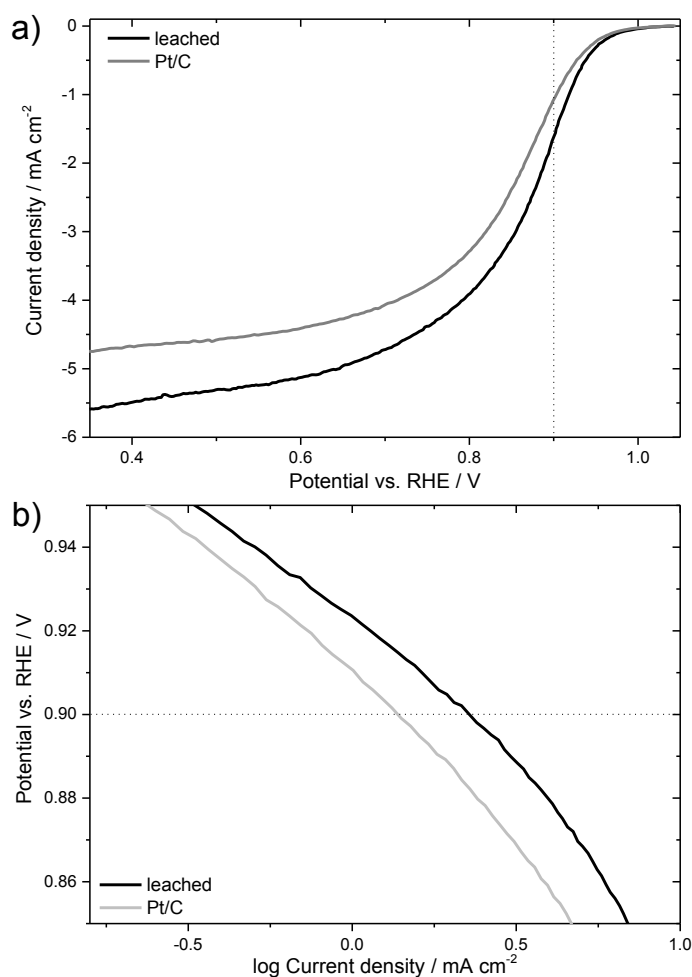 a)
leached
Pt/C
0
-1
-2
-3
-4
-5
-6
Current density / mA cm⁻²
0.4
0.6
0.8
1.0
Potential vs. RHE / V
b)
0.94
0.92
0.90
0.88
0.86
Potential vs. RHE / V
leached
Pt/C
-0.5
0.0
0.5
1.0
log Current density / mA cm⁻²